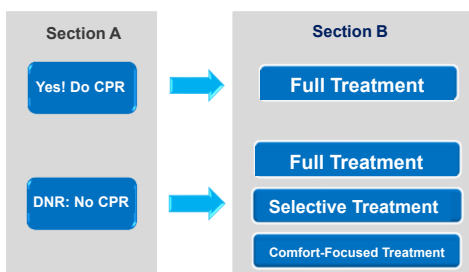 Section A
Section B
Yes! Do CPR
Full Treatment
DNR: No CPR
Full Treatment
Selective Treatment
Comfort-Focused Treatment